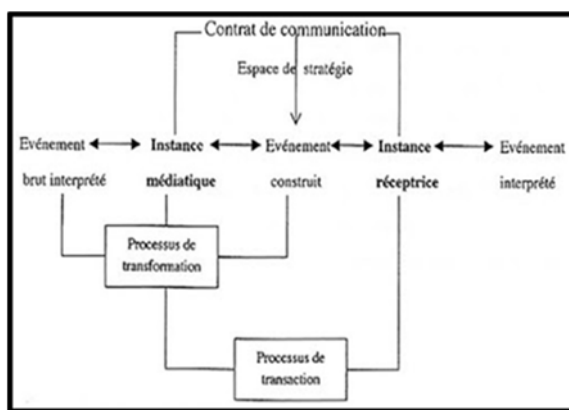 Contrat de communication
Espace de stratégie
Evénement Instance Evénement Instance Evénement
brut interprété médiatique construit réceptrice interprété
Processus de
transformation
Processus de
transaction